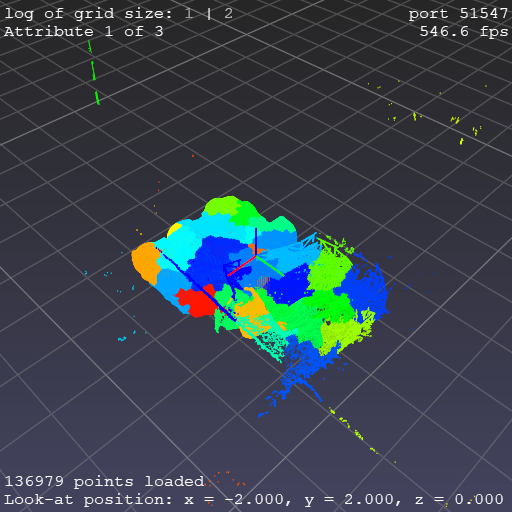 log of grid size: 1 | 2
port 51547
Attribute 1 of 3
546.6 fps
136979 points loaded
Look-at position: x = -2.000, y = 2.000, z = 0.000